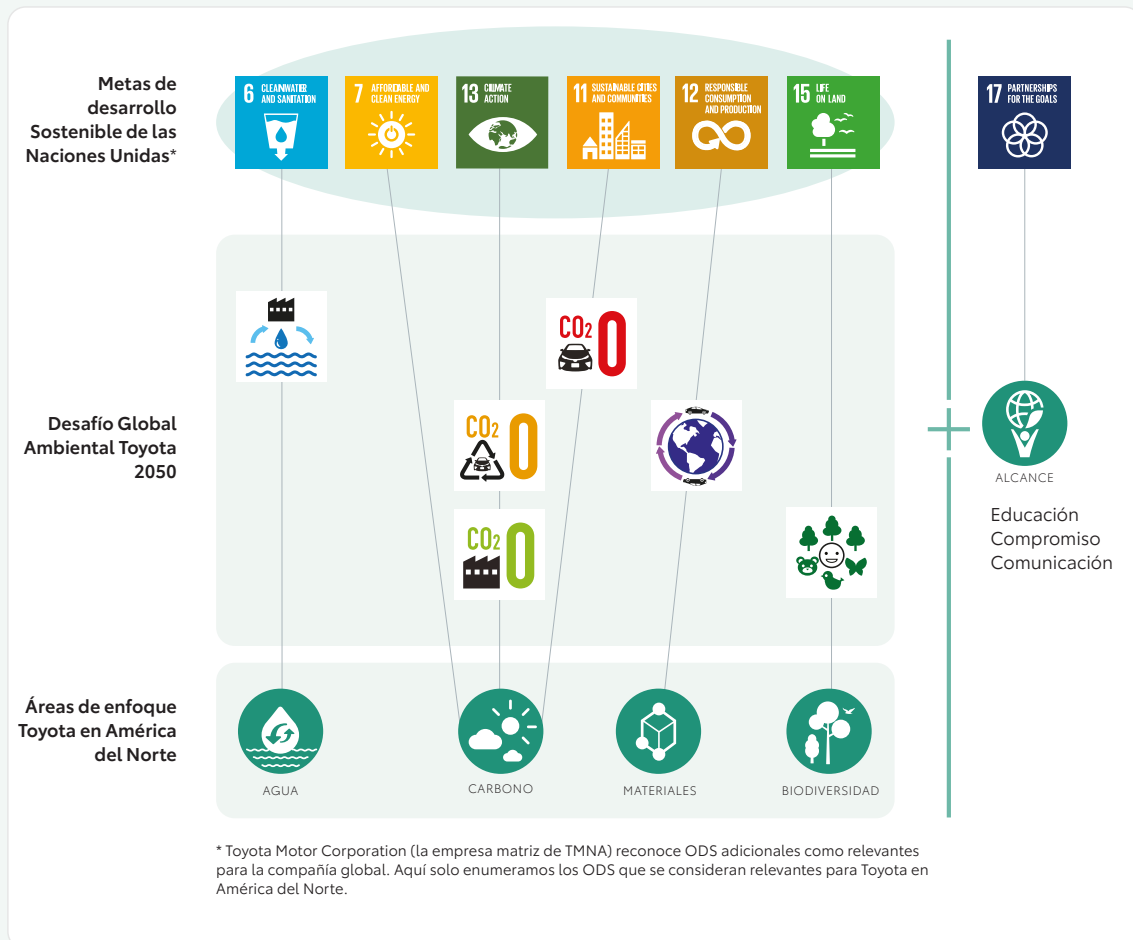 Metas de
desarrollo
Sostenible de las
Naciones Unidas*
6 CLEAN WATER
AND SANITATION
7 AFFORDABLE AND
CLEAN ENERGY
13 CLIMATE
ACTION
11 SUSTAINABLE CITIES
AND COMMUNITIES
12 RESPONSIBLE
CONSUMPTION
AND PRODUCTION
15 LIFE
ON LAND
17 PARTNERSHIPS
FOR THE GOALS
Desafío Global
Ambiental Toyota
2050
CO2 0
CO2 0
CO2 0
ALCANCE
Educación
Compromiso
Comunicación
Áreas de enfoque
Toyota en América
del Norte
AGUA
CARBONO
MATERIALES
BIODIVERSIDAD
* Toyota Motor Corporation (la empresa matriz de TMNA) reconoce ODS adicionales como relevantes
para la compañía global. Aquí solo enumeramos los ODS que se consideran relevantes para Toyota en
América del Norte.